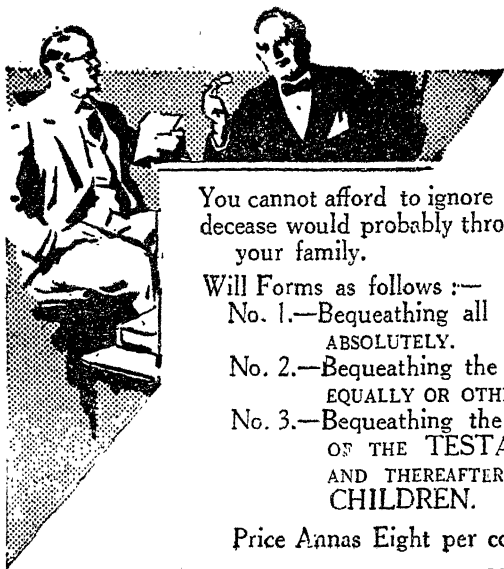 You cannot afford to ignore
decease would probably thro
your family.
Will Forms as follows :—
No. 1.—Bequeathing all
ABSOLUTELY.
No. 2.—Bequeathing the
EQUALLY OR OTH
No. 3.—Bequeathing the
OF THE TESTA
AND THEREAFTER
CHILDREN.
Price Annas Eight per co